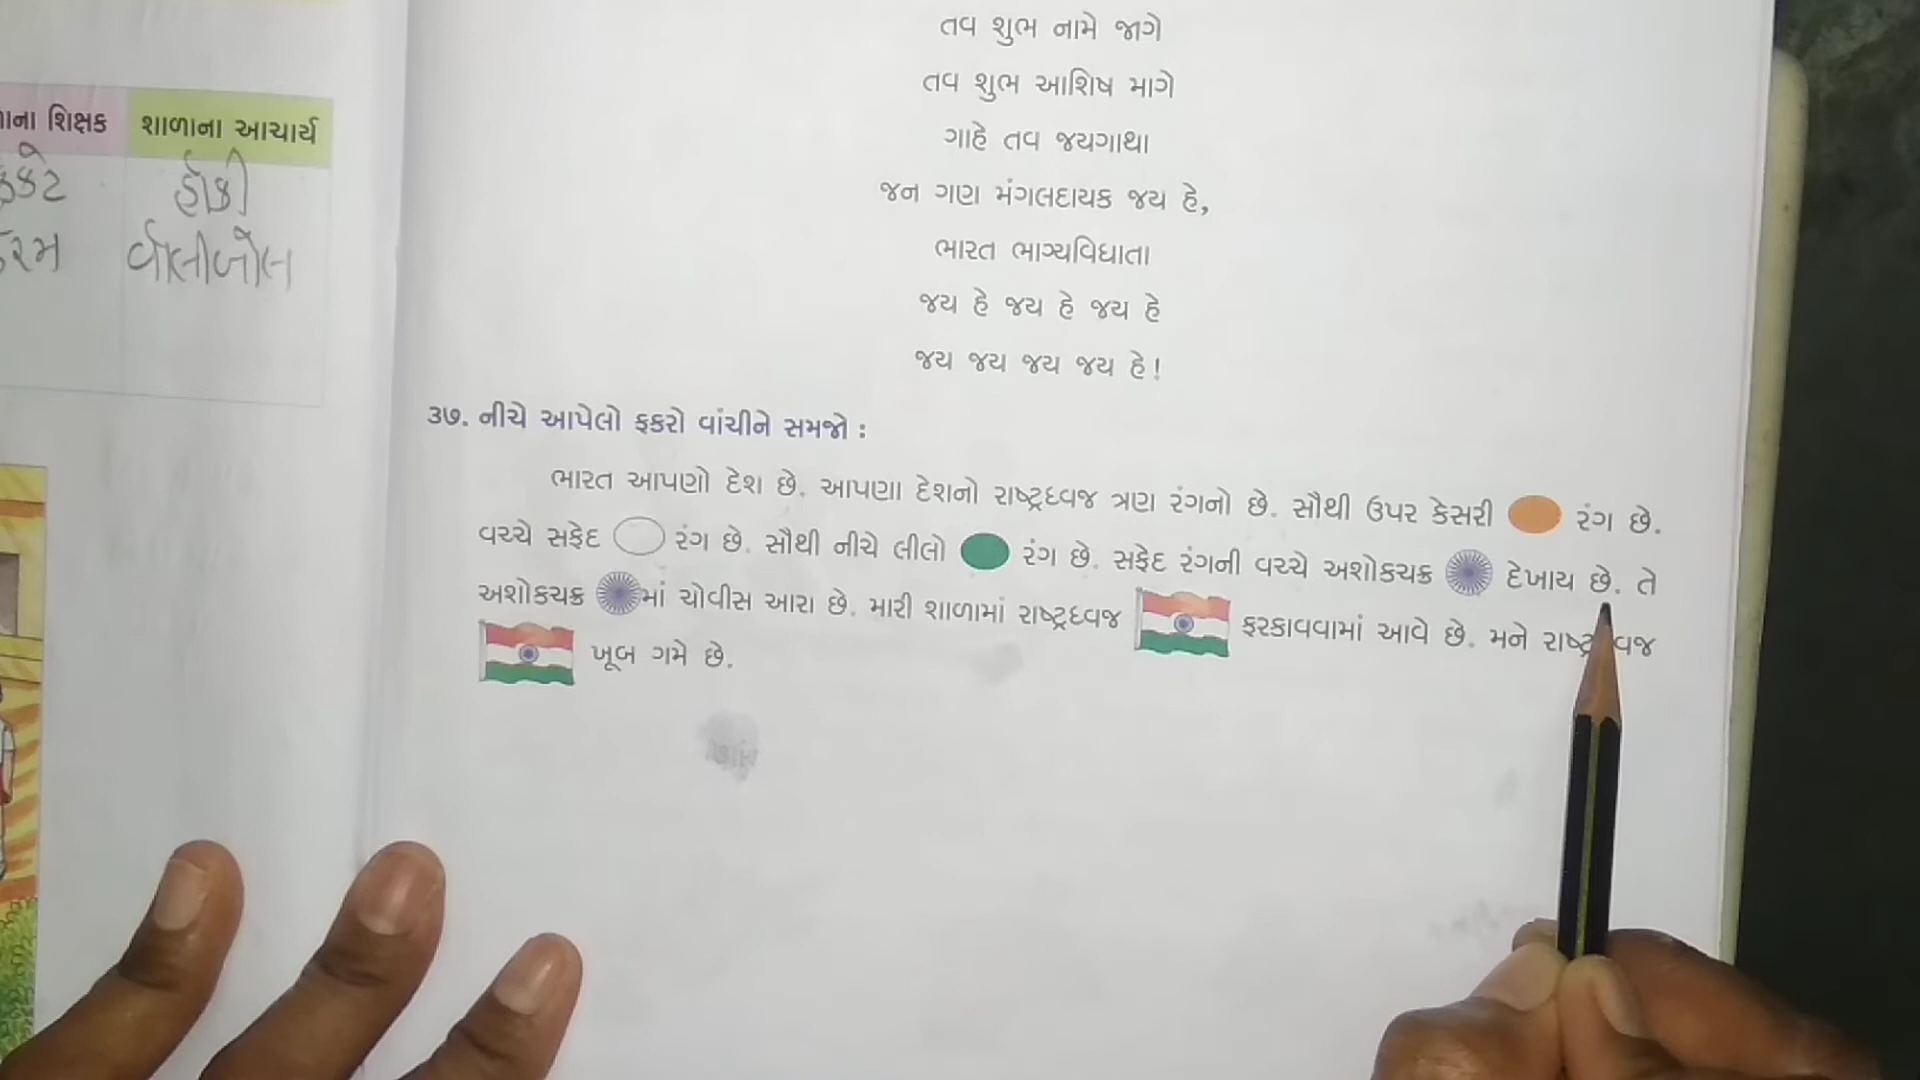 શિક્ષક
શાળાના આચાર્ય
હૉકી
વૉલીબૉલ
તવ શુભ નામે જાગે
તવ શુભ આશિષ માગે
ગાહે તવ જયગાથા
જન ગણ મંગલદાયક જય હે,
ભારત ભાગ્યવિધાતા
જય હે જય હે જય હે
જય જય જય જય હે!
૩૭. નીચે આપેલો ફકરો વાંચીને સમજો :
ભારત આપણો દેશ છે. આપણા દેશનો રાષ્ટ્રધ્વજ ત્રણ રંગનો છે. સૌથી ઉપર કેસરી રંગ છે.
વચ્ચે સફેદ રંગ છે. સૌથી નીચે લીલો રંગ છે. સફેદ રંગની વચ્ચે અશોકચક્ર દેખાય છે. તે
અશોકચક્ર માં ચોવીસ આરા છે. મારી શાળામાં રાષ્ટ્રધ્વજ ફરકાવવામાં આવે છે. મને રાષ્ટ્રધ્વજ
ખૂબ ગમે છે.